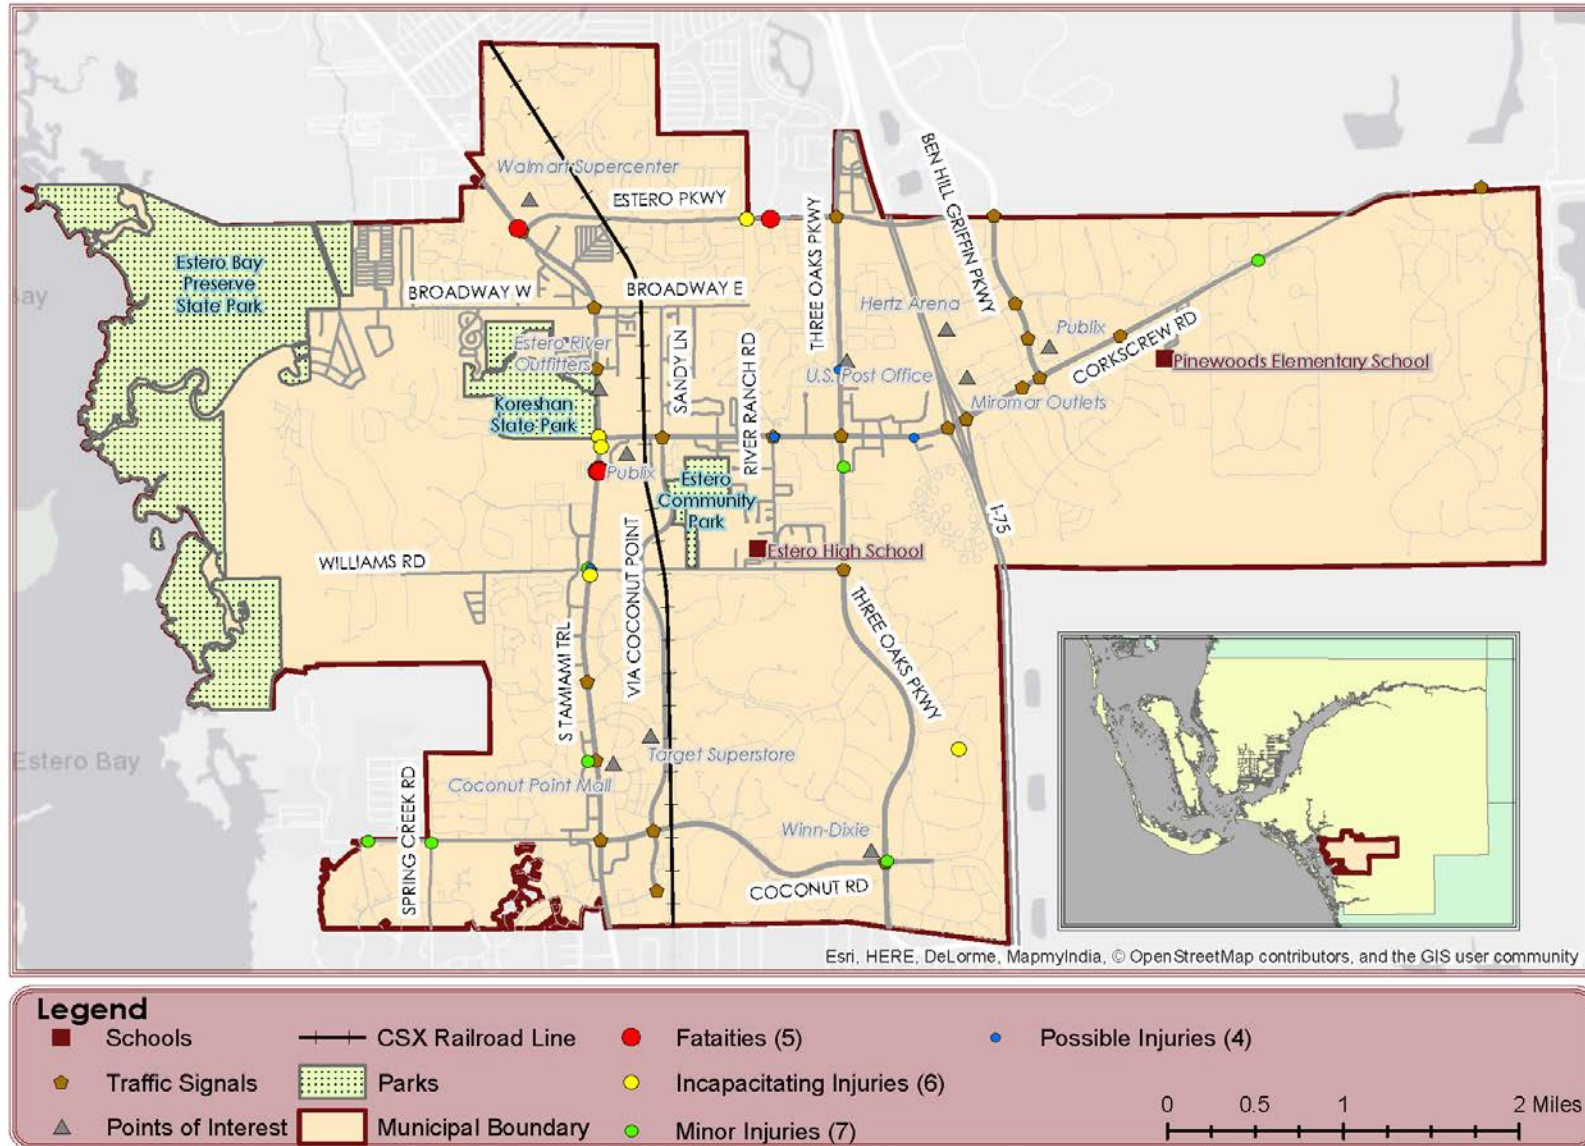 Walmart Supercenter
ESTERO PKWY
THREE OAKS PKWY
BEN HILL GRIFFIN PKWY
Estero Bay
Preserve
State Park
Bay
BROADWAY W
BROADWAY E
Hertz Arena
Publix
CORKSCREW RD
Estero River
Outfitters
SANDY LN
RIVER RANCH RD
U.S. Post Office
Pinewoods Elementary School
Koreshan
State Park
Miromar Outlets
Publix
Estero
Community
Park
I-75
WILLIAMS RD
Estero High School
VIA COCONUT POINT
S TAMIAMI TRL
THREE OAKS PKWY
Estero Bay
Target Superstore
Coconut Point Mall
SPRING CREEK RD
Winn-Dixie
COCONUT RD
Esri, HERE, DeLorme, MapmyIndia, © OpenStreetMap contributors, and the GIS user community
Legend
Schools
CSX Railroad Line
Fataities (5)
Possible Injuries (4)
Traffic Signals
Parks
Incapacitating Injuries (6)
Points of Interest
Municipal Boundary
Minor Injuries (7)
0 0.5 1 2 Miles